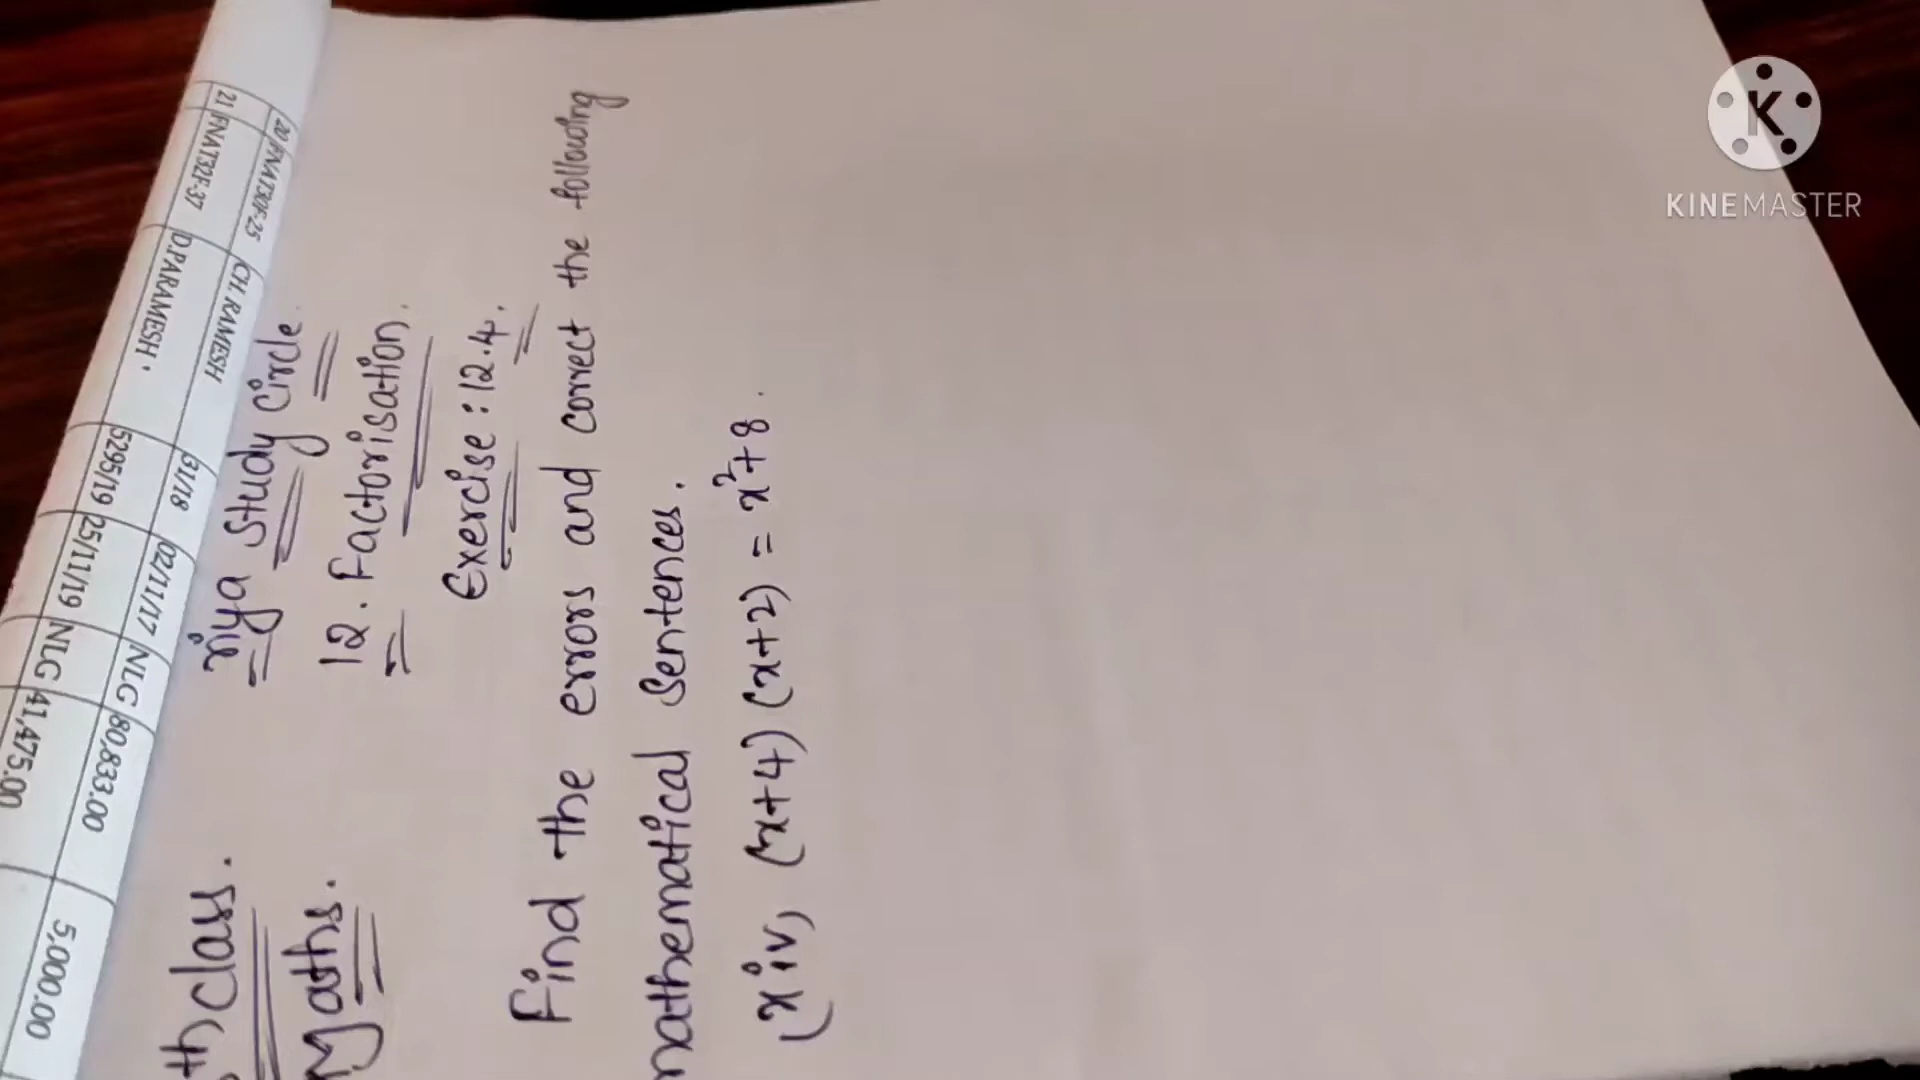 th class.
riya study circle.
Maths.
12. Factorisation.
Exercise : 12.4.
Find the errors and correct the following
mathematical sentences.
(xiv) (x+4) (x+2) = x²+8.
20 FNAT30F-25 CH. RAMESH 31/18 02/11/17 NLG 80,833.00
21 FNAT32F-37 D.PARAMESH 5295/19 25/11/19 NLG 41,475.00 5,000.00
KINEMASTER